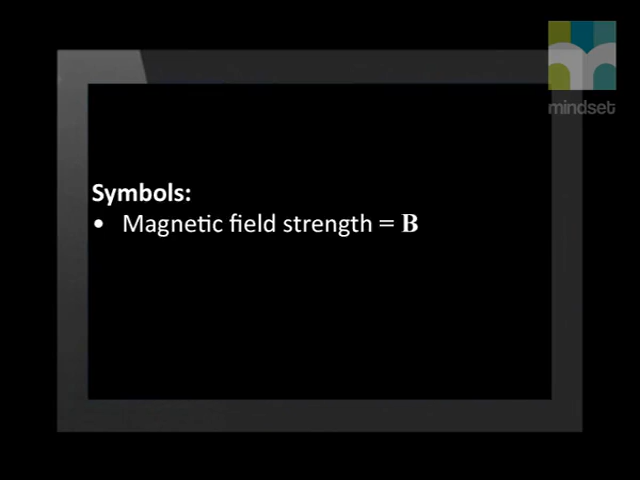 mindset
Symbols:
• Magnetic field strength = B